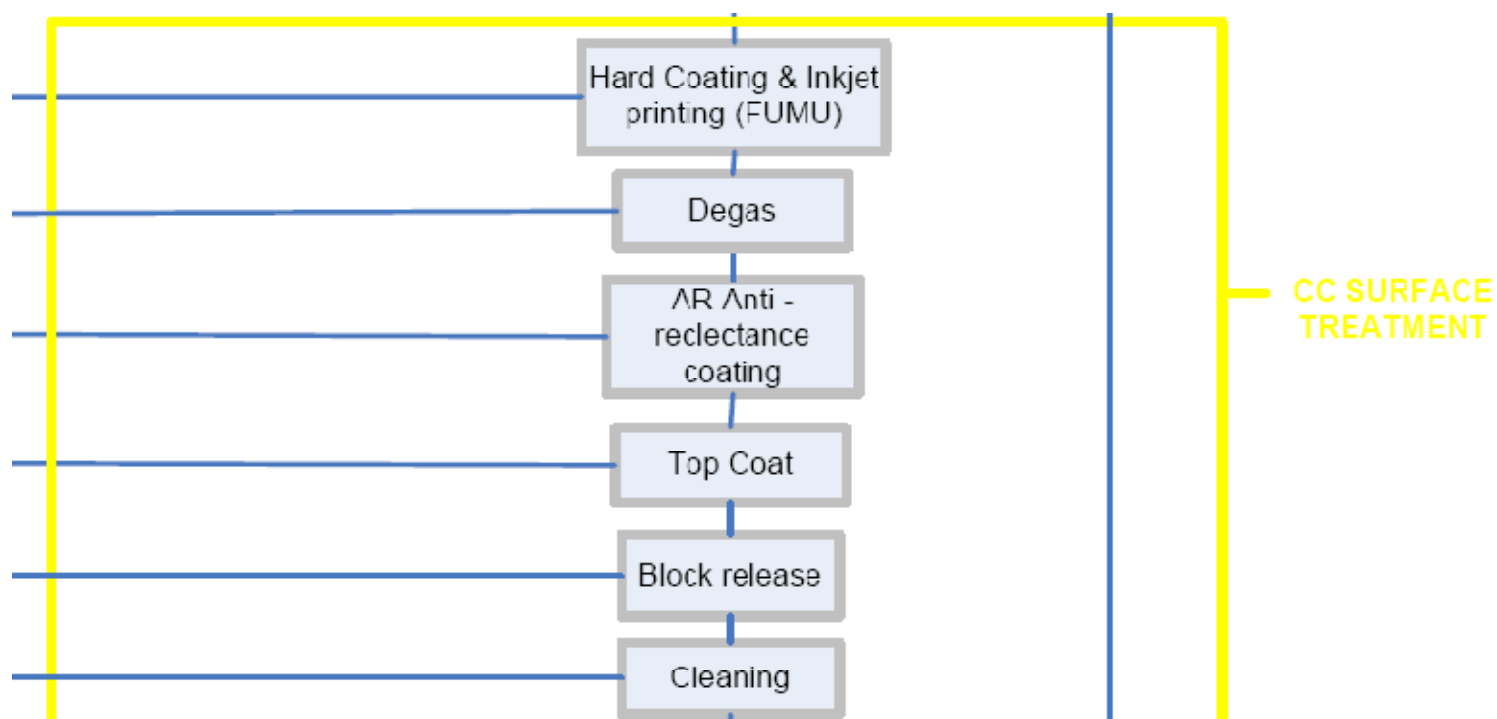 Hard Coating & Inkjet
printing (FUMU)
Degas
AR Anti -
reclectance
coating
CC SURFACE
TREATMENT
Top Coat
Block release
Cleaning